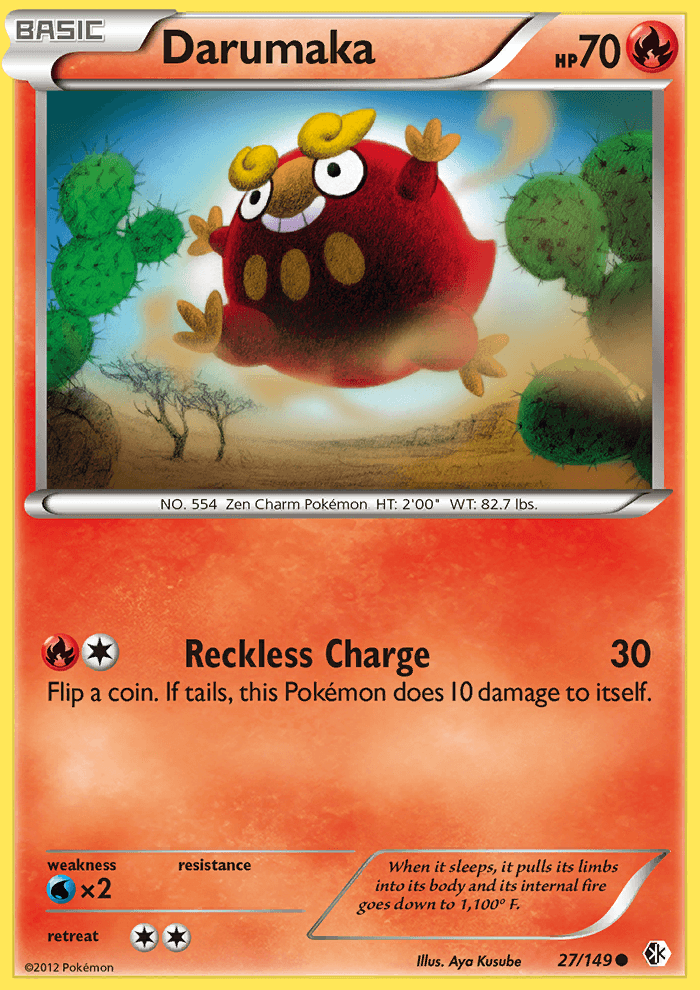 BASIC
Darumaka
HP70
NO. 554 Zen Charm Pokémon HT: 2'00" WT: 82.7 lbs.
Reckless Charge 30
Flip a coin. If tails, this Pokémon does 10 damage to itself.
weakness resistance
×2
When it sleeps, it pulls its limbs
into its body and its internal fire
goes down to 1,100º F.
retreat
©2012 Pokémon
Illus. Aya Kusube
27/149